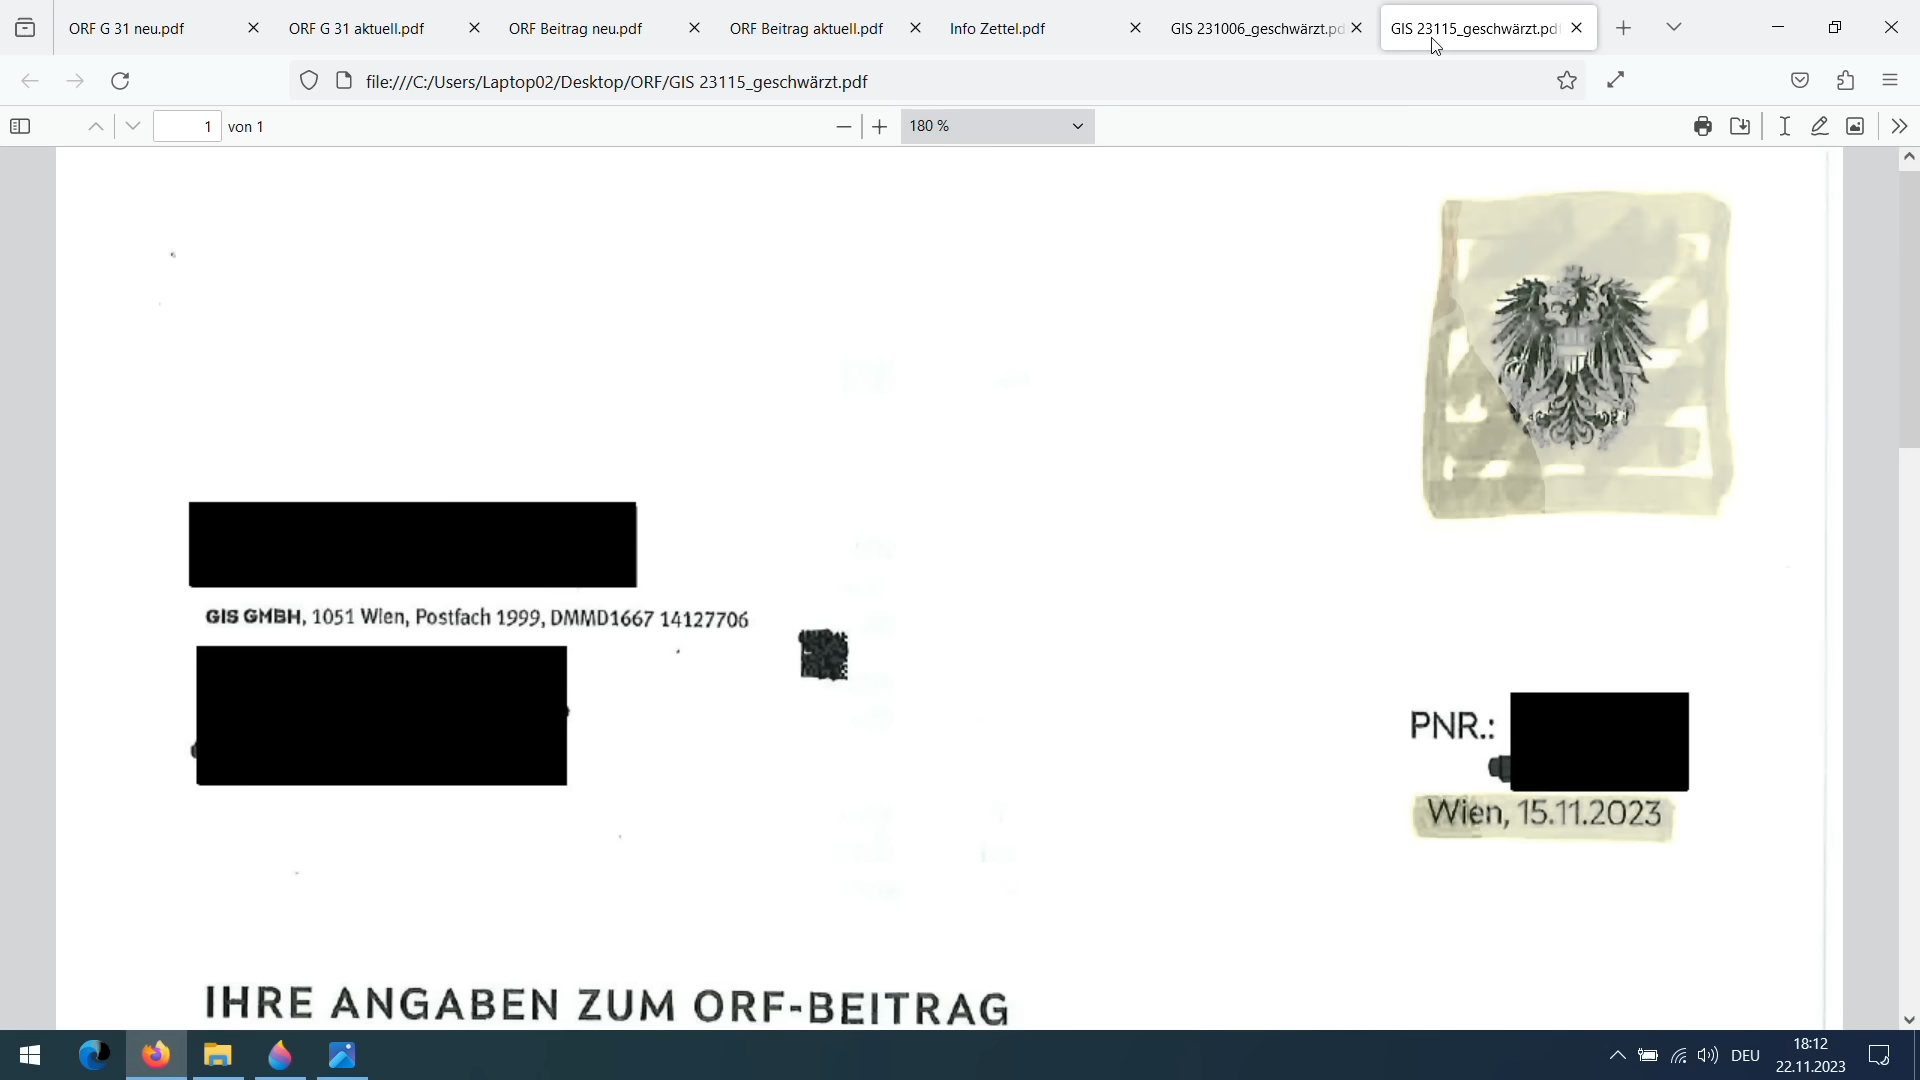 ORF G 31 neu.pdf
ORF G 31 aktuell.pdf
ORF Beitrag neu.pdf
ORF Beitrag aktuell.pdf
Info Zettel.pdf
GIS 231006_geschwärzt.pd
GIS 23115_geschwärzt.pdf
file:///C:/Users/Laptop02/Desktop/ORF/GIS 23115_geschwärzt.pdf
1 von 1
180 %
GIS GMBH, 1051 Wien, Postfach 1999, DMMD1667 14127706
PNR.:
Wien, 15.11.2023
IHRE ANGABEN ZUM ORF-BEITRAG
DEU
18:12
22.11.2023